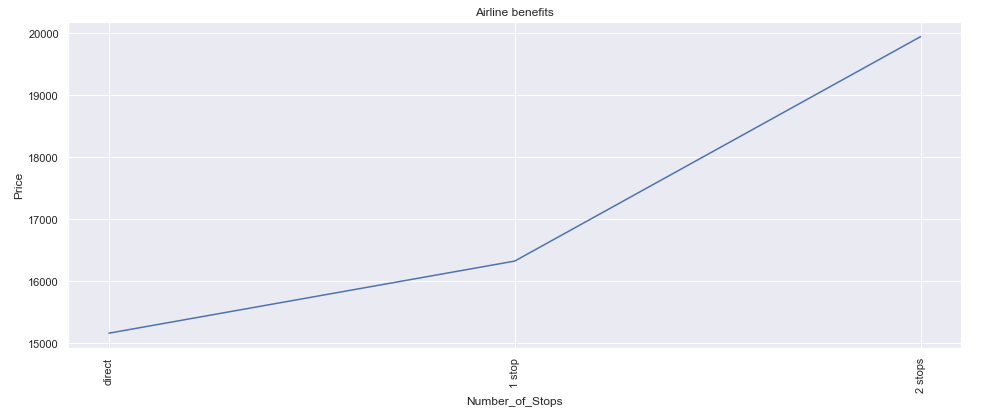 Airline benefits
Price
20000
19000
18000
17000
16000
15000
direct
1 stop
2 stops
Number_of_Stops